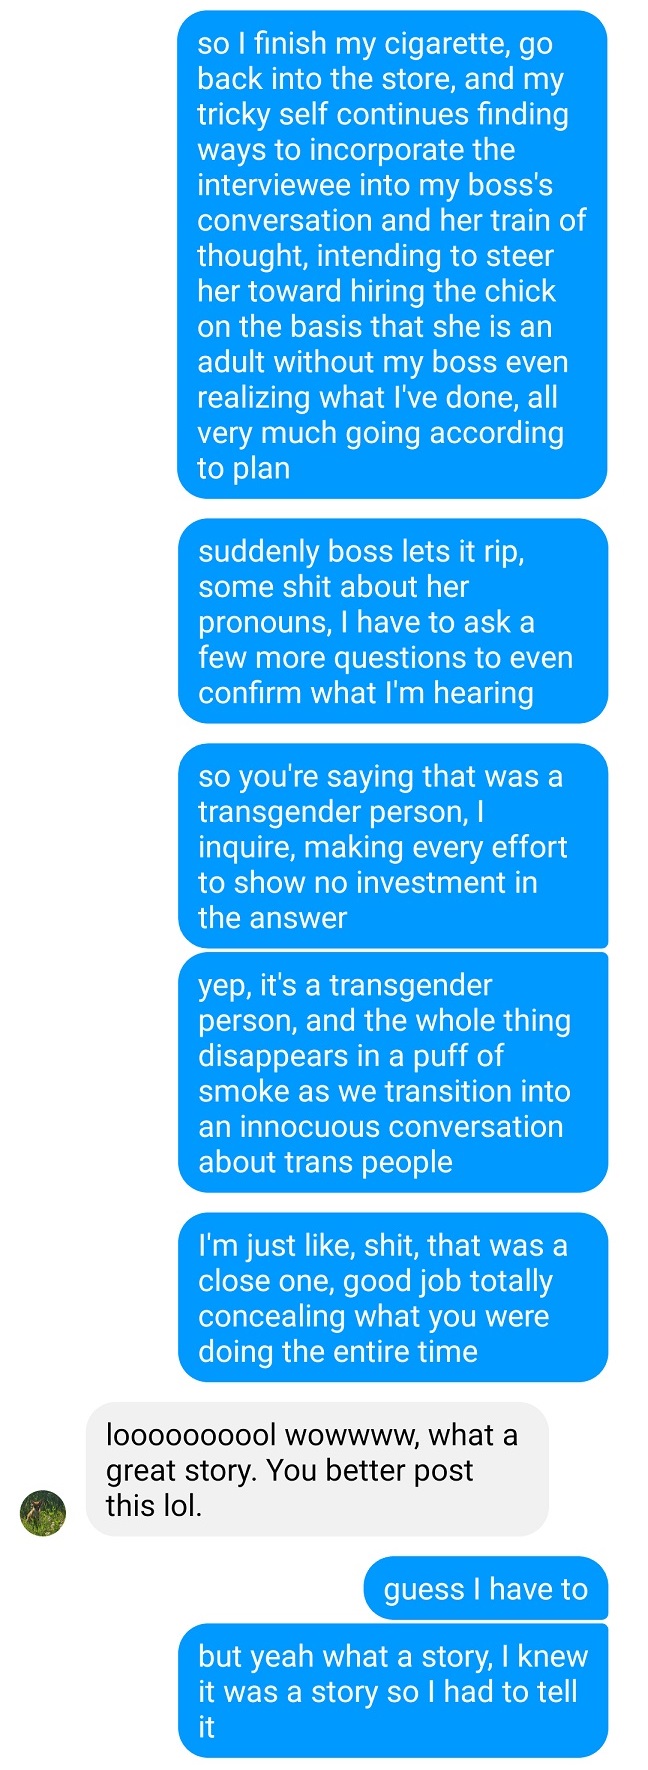 so I finish my cigarette, go
back into the store, and my
tricky self continues finding
ways to incorporate the
interviewee into my boss's
conversation and her train of
thought, intending to steer
her toward hiring the chick
on the basis that she is an
adult without my boss even
realizing what I've done, all
very much going according
to plan
suddenly boss lets it rip,
some shit about her
pronouns, I have to ask a
few more questions to even
confirm what I'm hearing
so you're saying that was a
transgender person, I
inquire, making every effort
to show no investment in
the answer
yep, it's a transgender
person, and the whole thing
disappears in a puff of
smoke as we transition into
an innocuous conversation
about trans people
I'm just like, shit, that was a
close one, good job totally
concealing what you were
doing the entire time
looooooooool wowwww, what a
great story. You better post
this lol.
guess I have to
but yeah what a story, I knew
it was a story so I had to tell
it